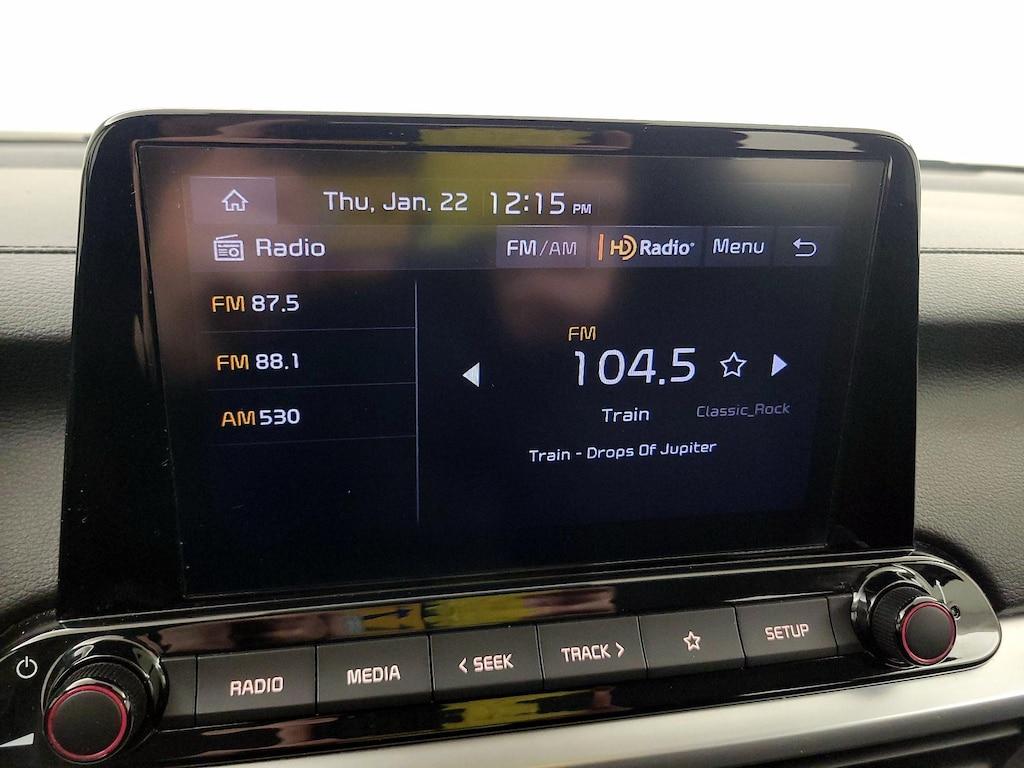 Thu, Jan. 22 12:15 PM
Radio FM/AM HD Radio Menu
FM 87.5
FM 88.1
AM 530
FM
104.5
Train Classic_Rock
Train - Drops Of Jupiter
RADIO MEDIA < SEEK TRACK > SETUP